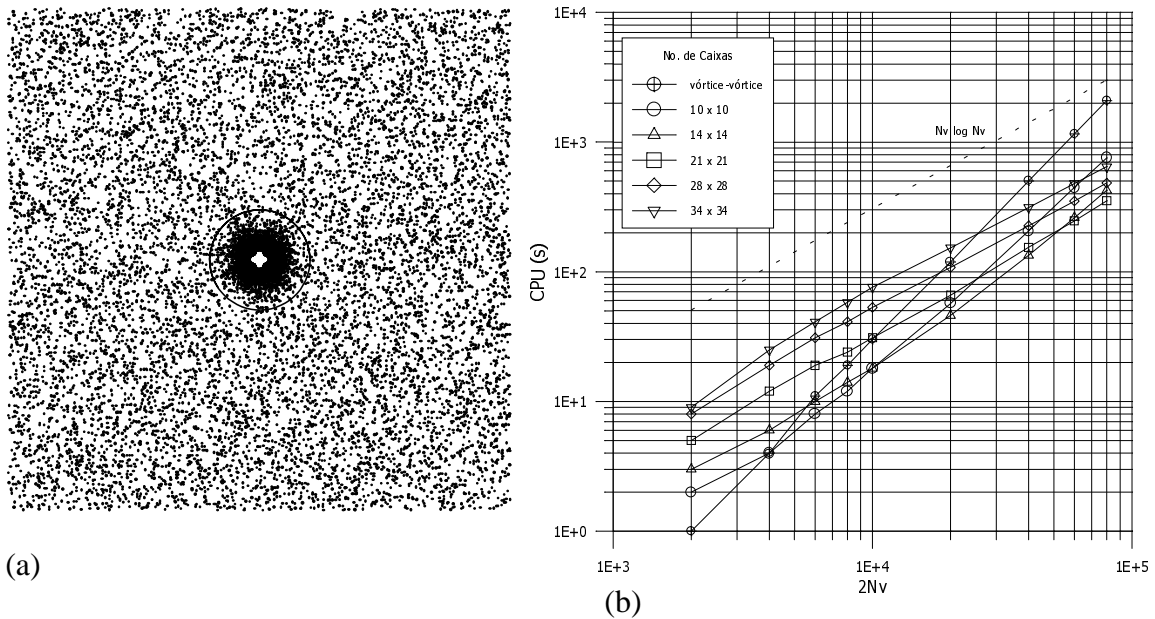 1E+4
1E+3
1E+2
1E+1
1E+0
CPU (s)
No. de Caixas
vórtice-vórtice
10 x 10
14 x 14
21 x 21
28 x 28
34 x 34
Nv log Nv
1E+3
1E+4
1E+5
2Nv
(a)
(b)